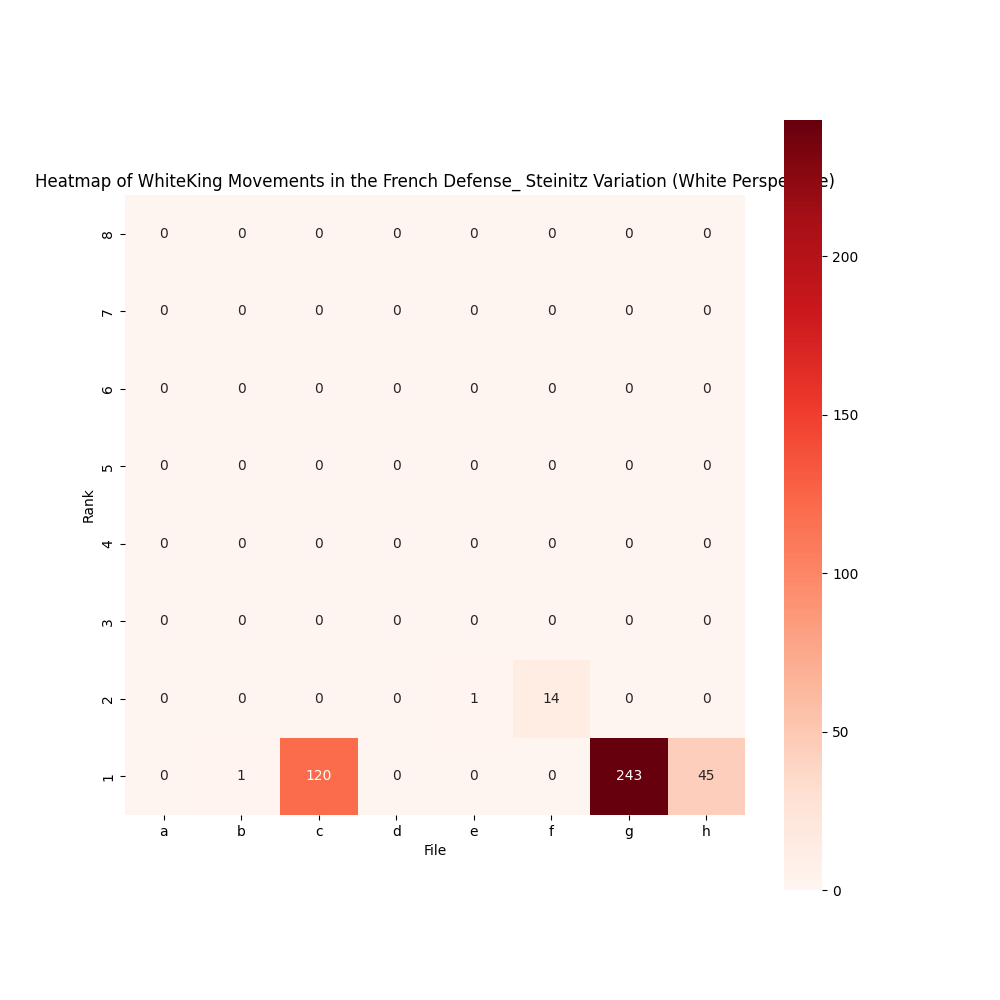 Heatmap of WhiteKing Movements in the French Defense_ Steinitz Variation (White Perspe e)
200
150
100
50
0
8 0 0 0 0 0 0 0 0
7 0 0 0 0 0 0 0 0
6 0 0 0 0 0 0 0 0
5 0 0 0 0 0 0 0 0
4 0 0 0 0 0 0 0 0
3 0 0 0 0 0 0 0 0
2 0 0 0 0 1 14 0 0
1 0 1 120 0 0 0 243 45
a b c d e f g h
File
Rank